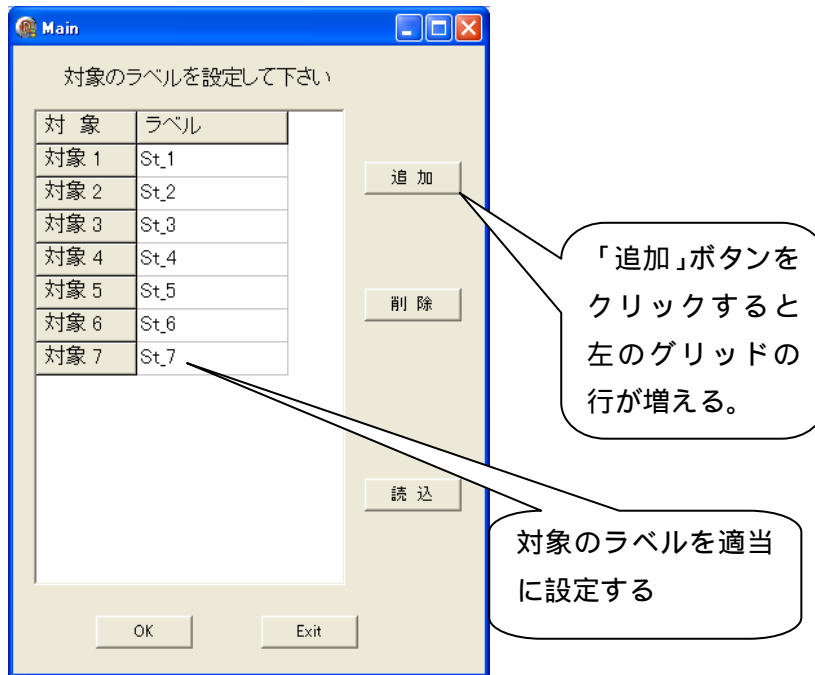 Main
対象のラベルを設定して下さい
対 象 ラベル
対象 1 St_1
対象 2 St_2
対象 3 St_3
対象 4 St_4
対象 5 St_5
対象 6 St_6
対象 7 St_7
追 加
削 除
読 込
OK Exit
「追加」ボタンを
クリックすると
左のグリッドの
行が増える。
対象のラベルを適当
に設定する